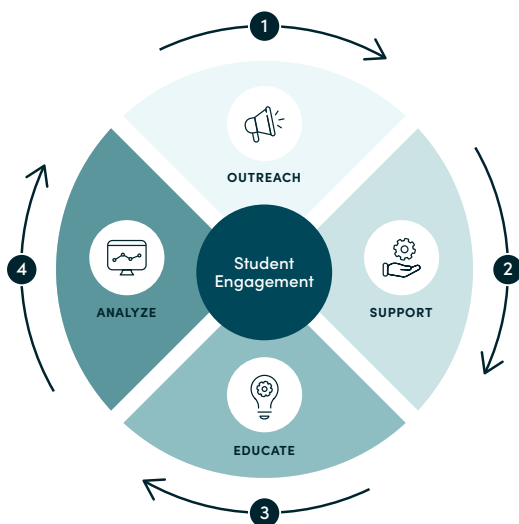 1
OUTREACH
Student
Engagement
4
2
ANALYZE
SUPPORT
EDUCATE
3